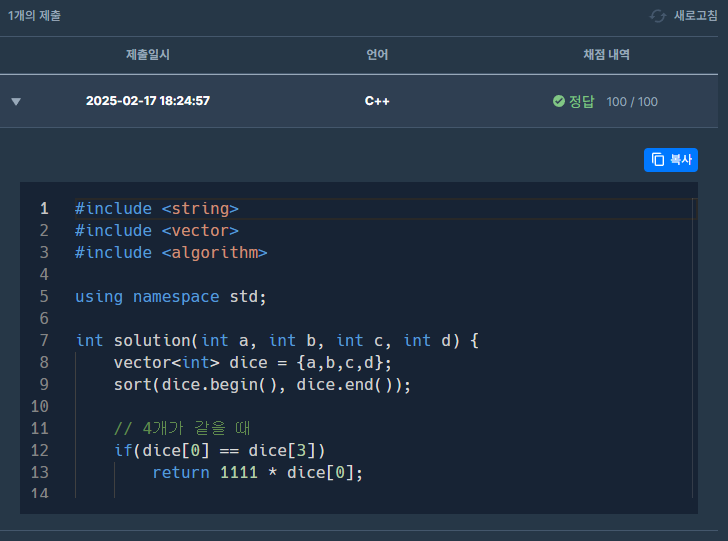 1개의 제출 새로고침
제출일시 언어 채점 내역
2025-02-17 18:24:57 C++ 정답 100 / 100
복사
1 #include <string>
2 #include <vector>
3 #include <algorithm>
4
5 using namespace std;
6
7 int solution(int a, int b, int c, int d) {
8 vector<int> dice = {a,b,c,d};
9 sort(dice.begin(), dice.end());
10
11 // 4개가 같을 때
12 if(dice[0] == dice[3])
13 return 1111 * dice[0];
14